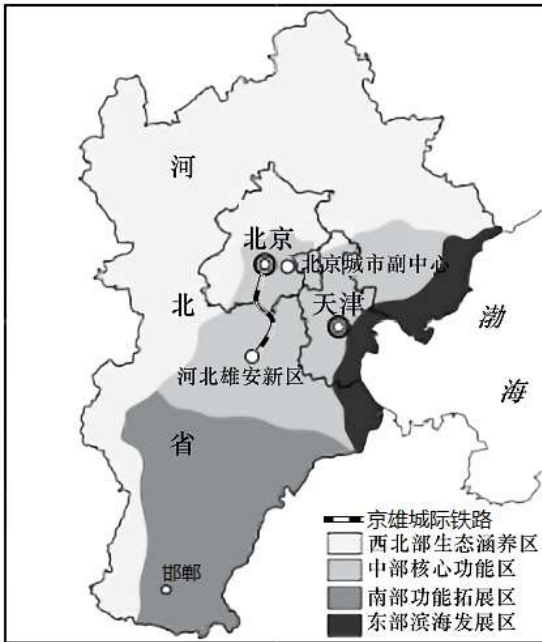 河
北京
北京城市副中心
北
天津
渤
河北雄安新区
海
省
京雄城际铁路
西北部生态涵养区
中部核心功能区
邯郸
南部功能拓展区
东部滨海发展区